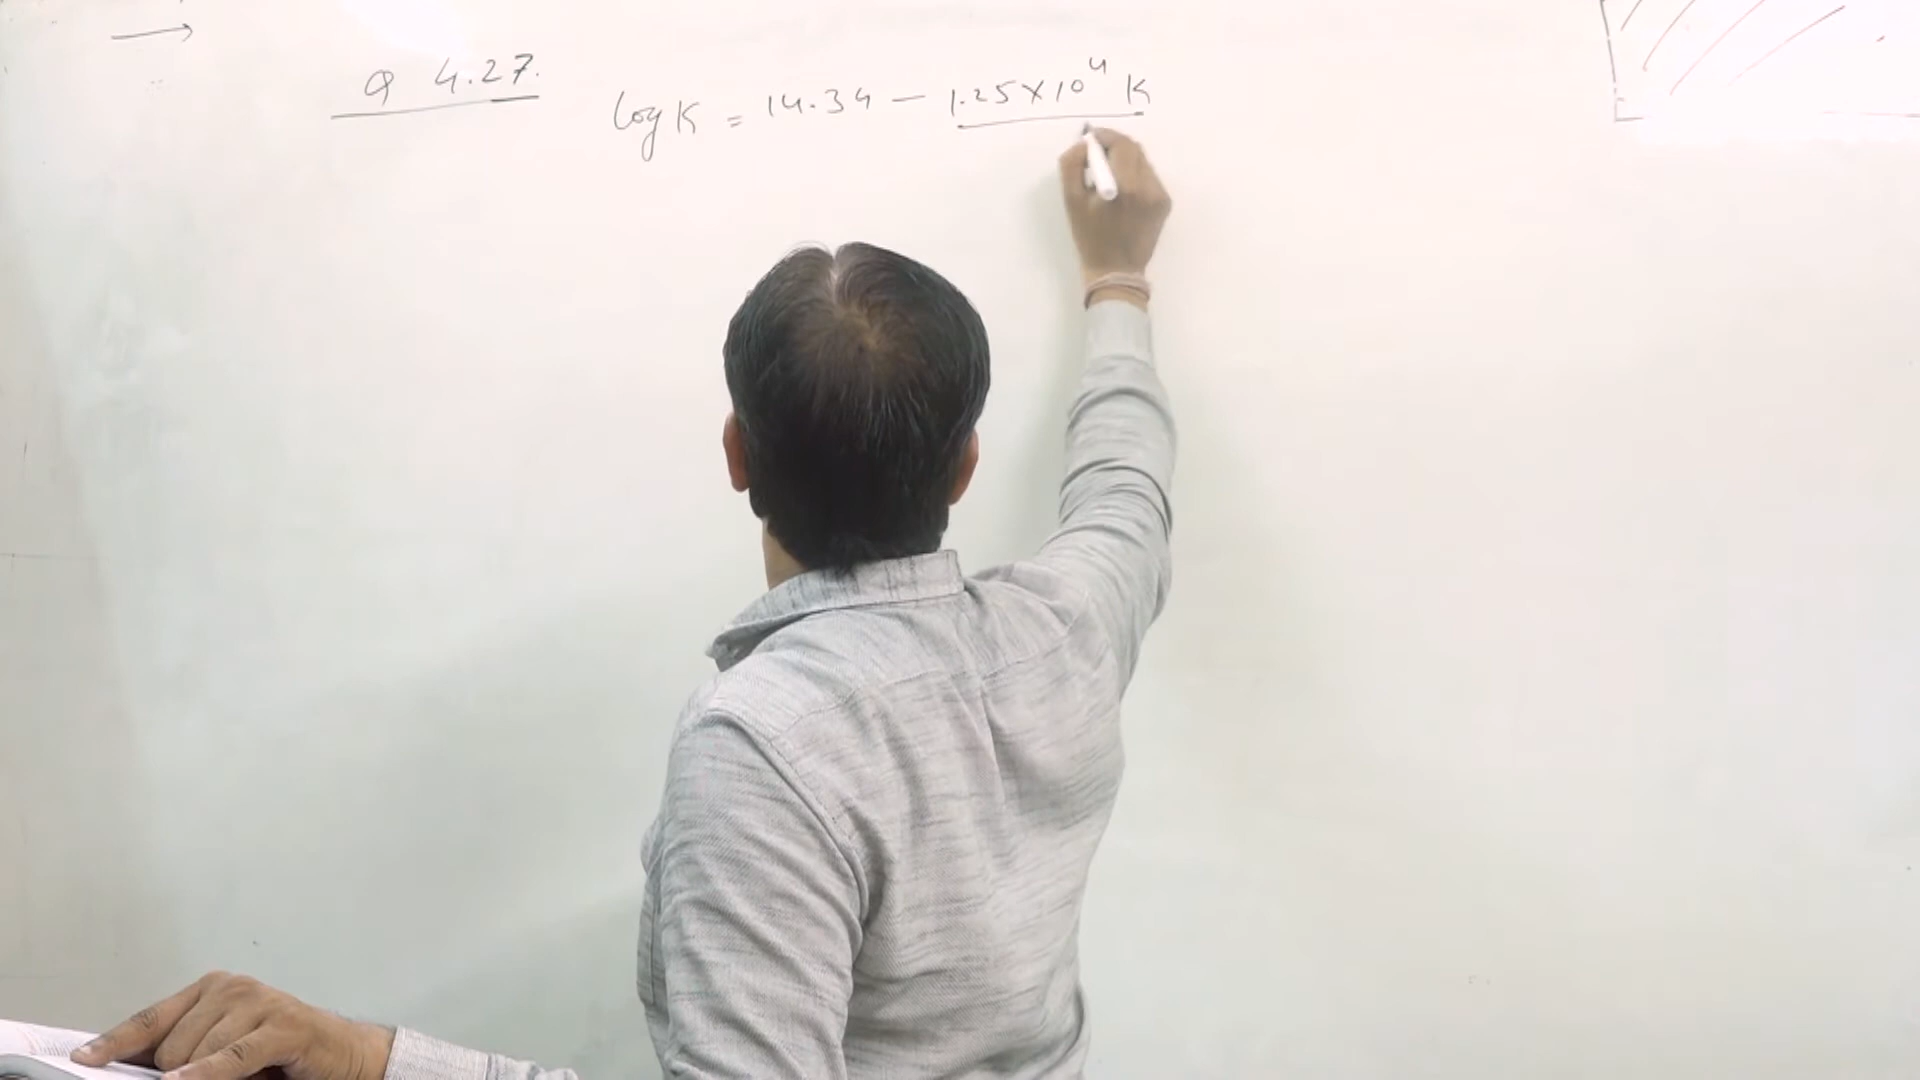 Q 4.27.
log K = 14.34 − 1.25×10⁴ K